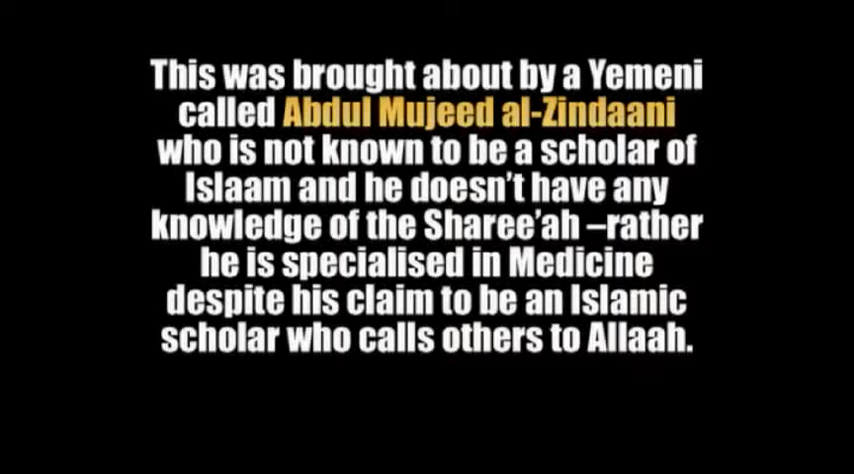 This was brought about by a Yemeni
called Abdul Mujeed al-Zindaani
who is not known to be a scholar of
Islaam and he doesn't have any
knowledge of the Sharee'ah –rather
he is specialised in Medicine
despite his claim to be an Islamic
scholar who calls others to Allaah.